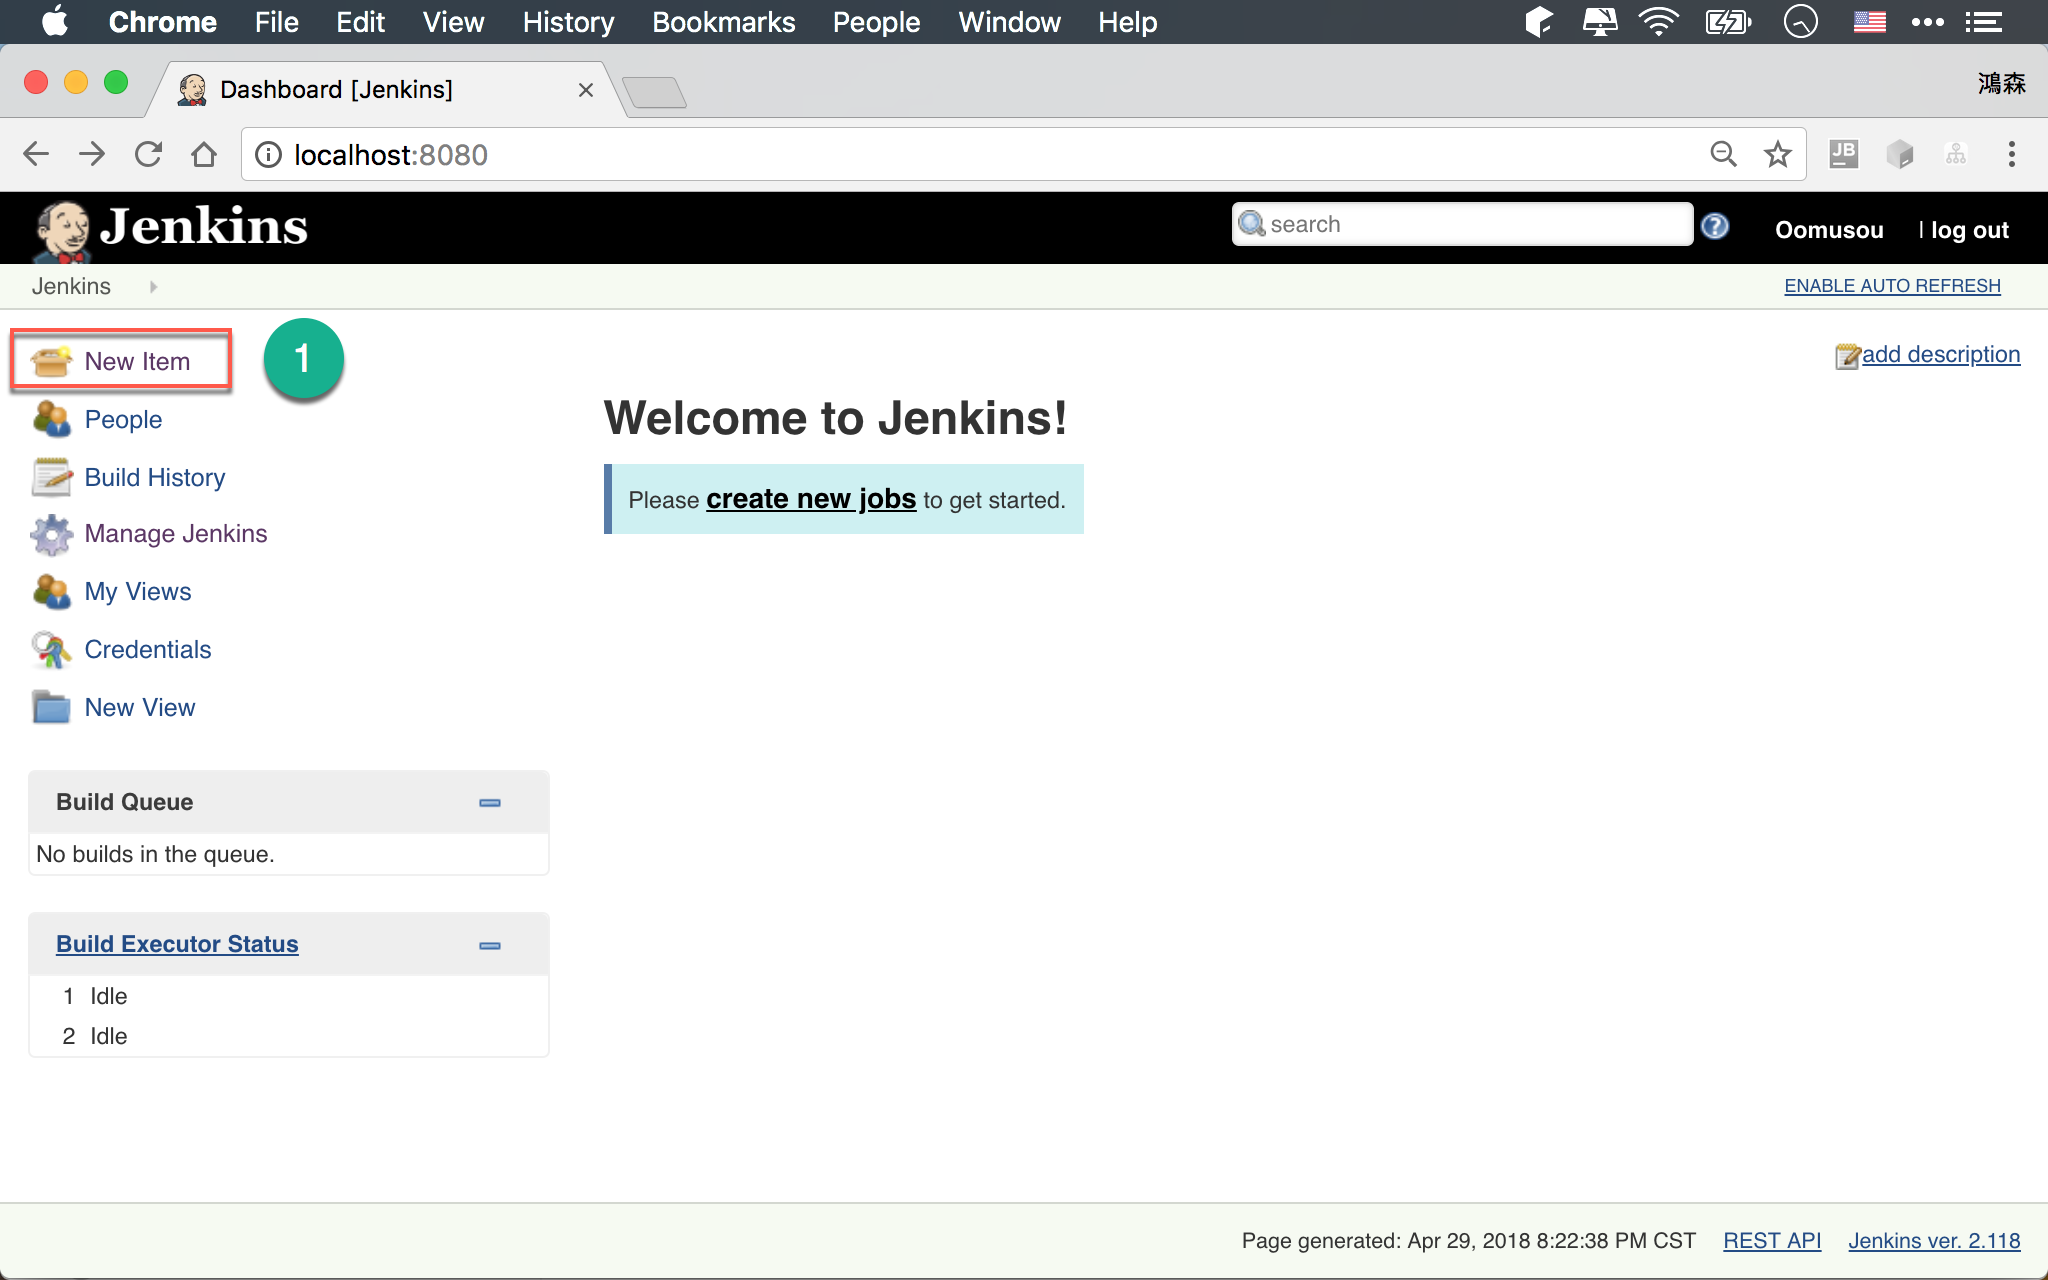 Chrome File Edit View History Bookmarks People Window Help
Dashboard [Jenkins]
鴻森
localhost:8080
JB
Jenkins
search
Oomusou
| log out
Jenkins
ENABLE AUTO REFRESH
New Item
1
add description
People
Welcome to Jenkins!
Build History
Please create new jobs to get started.
Manage Jenkins
My Views
Credentials
New View
Build Queue
No builds in the queue.
Build Executor Status
1 Idle
2 Idle
Page generated: Apr 29, 2018 8:22:38 PM CST REST API Jenkins ver. 2.118